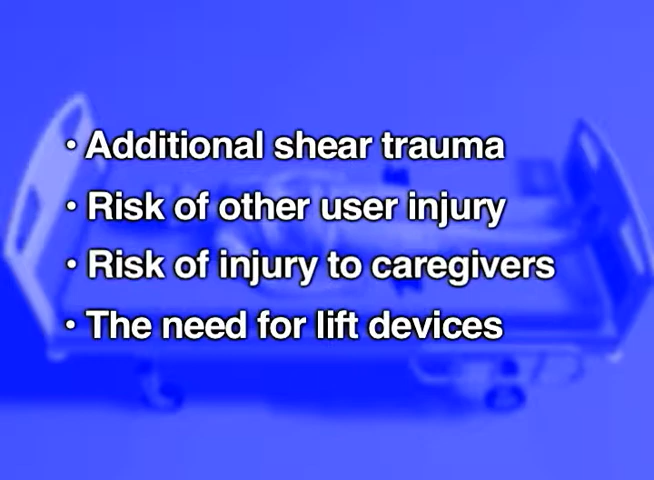 • Additional shear trauma
• Risk of other user injury
• Risk of injury to caregivers
• The need for lift devices